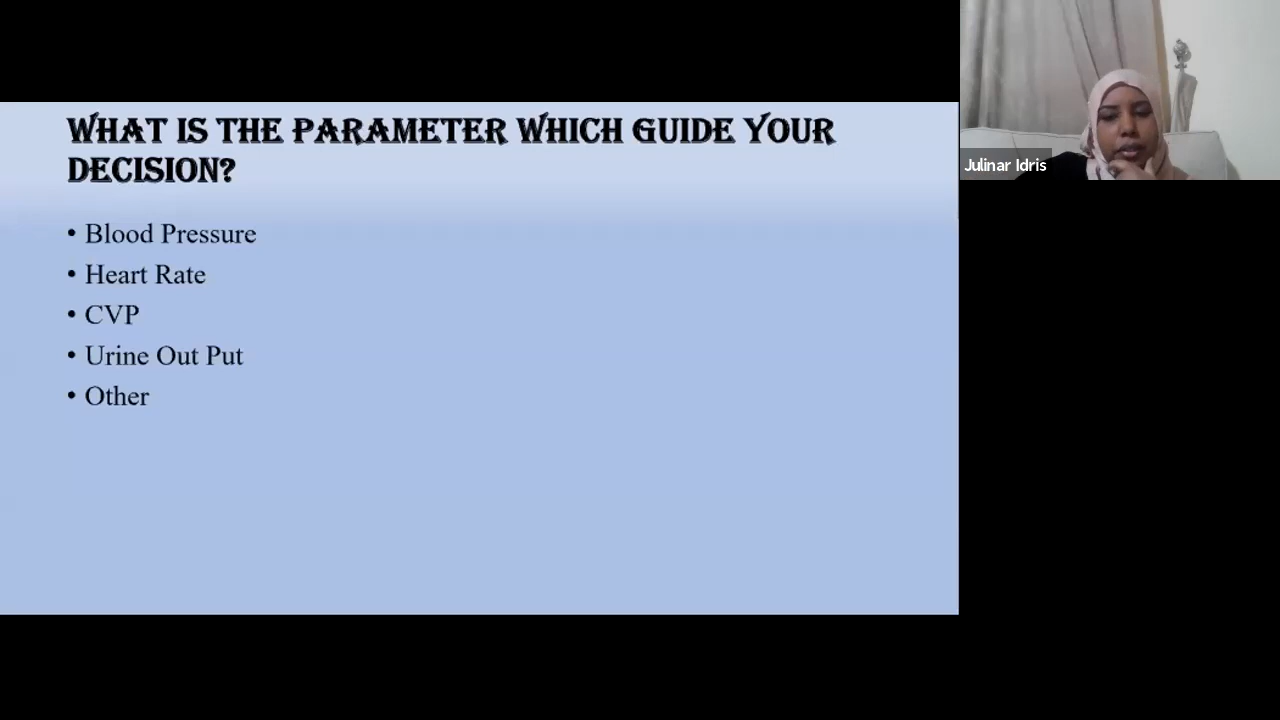 WHAT IS THE PARAMETER WHICH GUIDE YOUR
DECISION?
• Blood Pressure
• Heart Rate
• CVP
• Urine Out Put
• Other
Julinar Idris